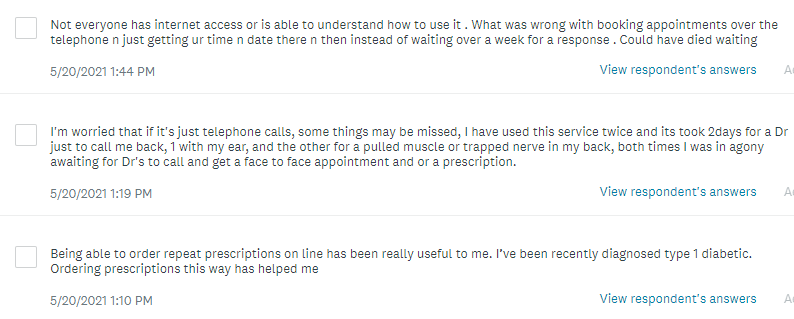 Not everyone has internet access or is able to understand how to use it . What was wrong with booking appointments over the
telephone n just getting ur time n date there n then instead of waiting over a week for a response . Could have died waiting
5/20/2021 1:44 PM
View respondent's answers
I'm worried that if it's just telephone calls, some things may be missed, I have used this service twice and its took 2days for a Dr
just to call me back, 1 with my ear, and the other for a pulled muscle or trapped nerve in my back, both times I was in agony
awaiting for Dr's to call and get a face to face appointment and or a prescription.
5/20/2021 1:19 PM
View respondent's answers
Being able to order repeat prescriptions on line has been really useful to me. I've been recently diagnosed type 1 diabetic.
Ordering prescriptions this way has helped me
5/20/2021 1:10 PM
View respondent's answers